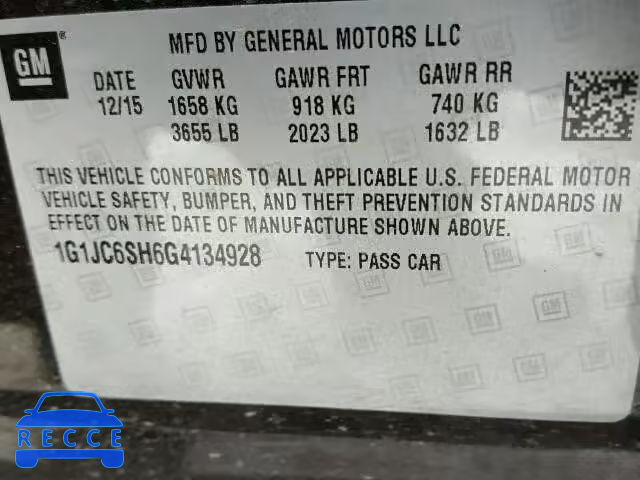 GM ® MFD BY GENERAL MOTORS LLC
DATE GVWR GAWR FRT GAWR RR
12/15 1658 KG 918 KG 740 KG
3655 LB 2023 LB 1632 LB
THIS VEHICLE CONFORMS TO ALL APPLICABLE U.S. FEDERAL MOTOR
VEHICLE SAFETY, BUMPER, AND THEFT PREVENTION STANDARDS IN
EFFECT ON THE DATE OF MANUFACTURE SHOWN ABOVE.
1G1JC6SH6G4134928 TYPE: PASS CAR
RECCE